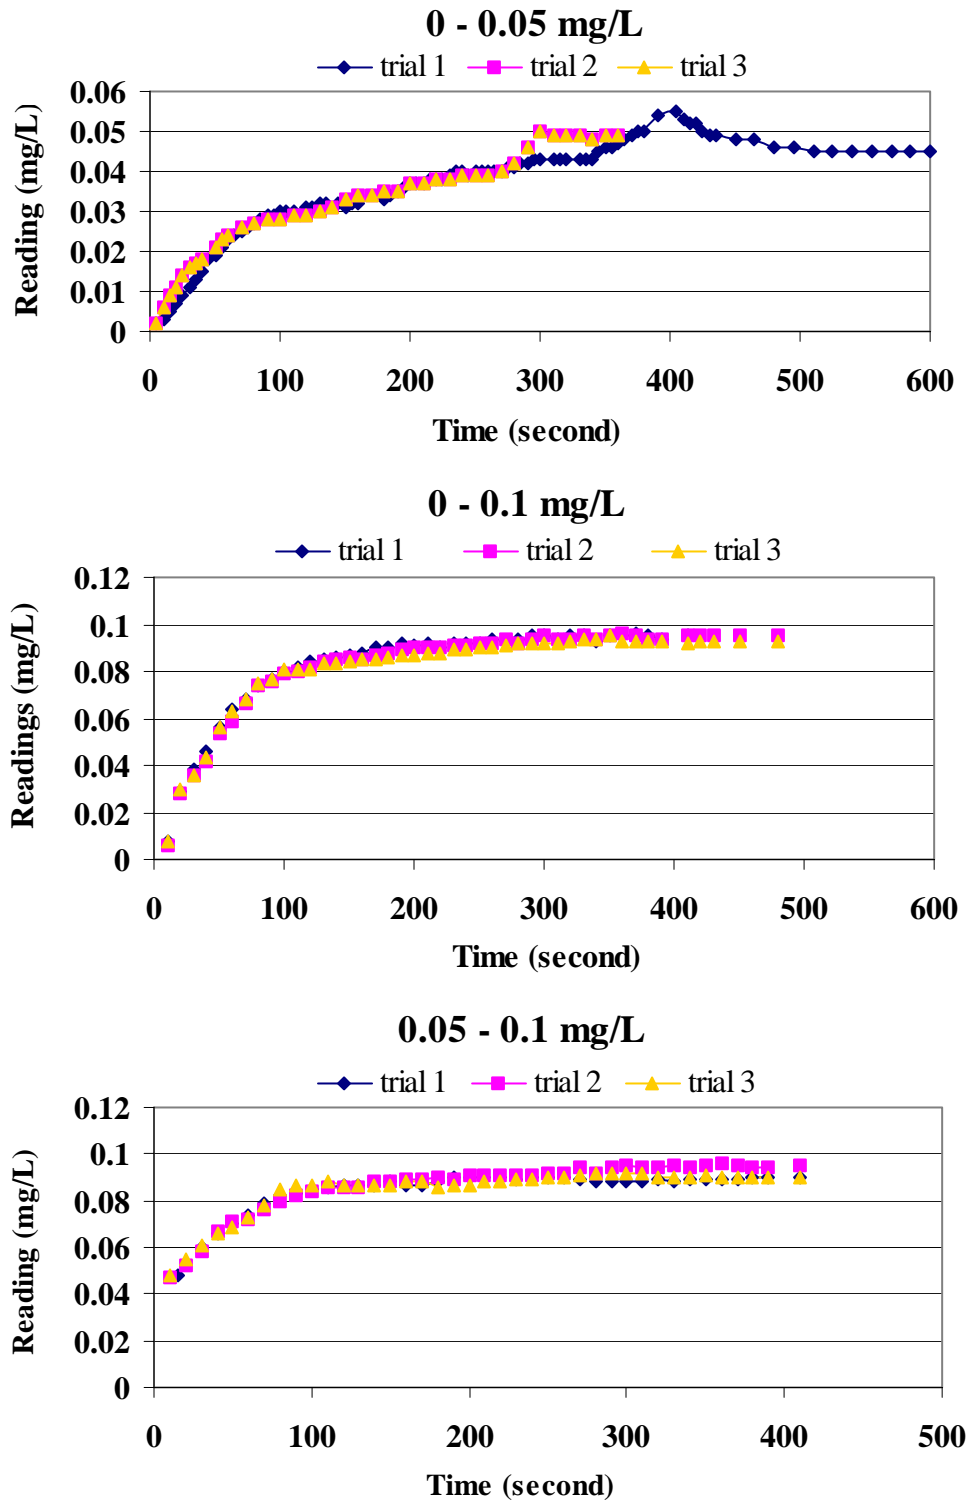 0 - 0.05 mg/L
trial 1 trial 2 trial 3
Reading (mg/L)
0.06
0.05
0.04
0.03
0.02
0.01
0
0 100 200 300 400 500 600
Time (second)
0 - 0.1 mg/L
trial 1 trial 2 trial 3
Readings (mg/L)
0.12
0.1
0.08
0.06
0.04
0.02
0
0 100 200 300 400 500 600
Time (second)
0.05 - 0.1 mg/L
trial 1 trial 2 trial 3
Reading (mg/L)
0.12
0.1
0.08
0.06
0.04
0.02
0
0 100 200 300 400 500
Time (second)